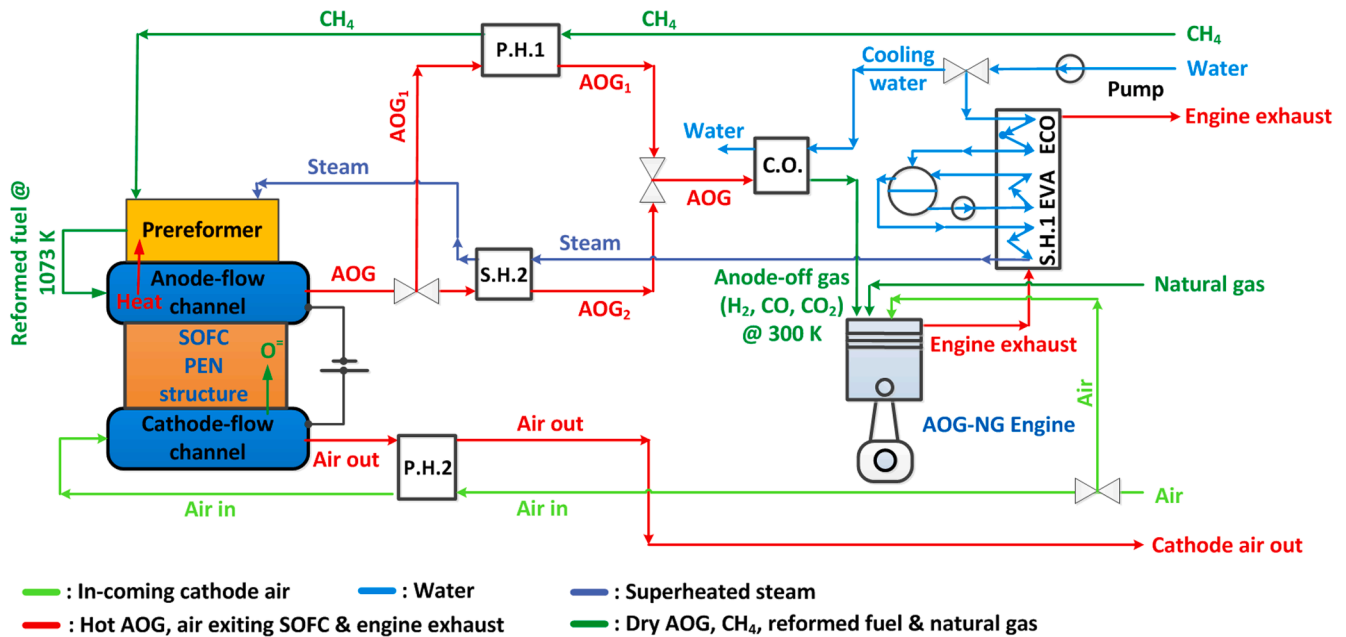 CH₄
CH₄
CH₄
P.H.1
Cooling
water
Water
Pump
AOG₁
AOG₁
Engine exhaust
Water
C.O.
ECO
EVA
S.H.1
Steam
AOG
Reformed fuel @
1073 K
Prereformer
Steam
Anode-flow
channel
Heat
AOG
S.H.2
AOG₂
Anode-off gas
(H₂, CO, CO₂)
@ 300 K
Natural gas
SOFC
PEN
structure
O⁼
Engine exhaust
Air
Cathode-flow
channel
Air out
P.H.2
Air out
AOG-NG Engine
Air in
Air in
Air
Cathode air out
: In-coming cathode air
: Water
: Superheated steam
: Hot AOG, air exiting SOFC & engine exhaust
: Dry AOG, CH₄, reformed fuel & natural gas